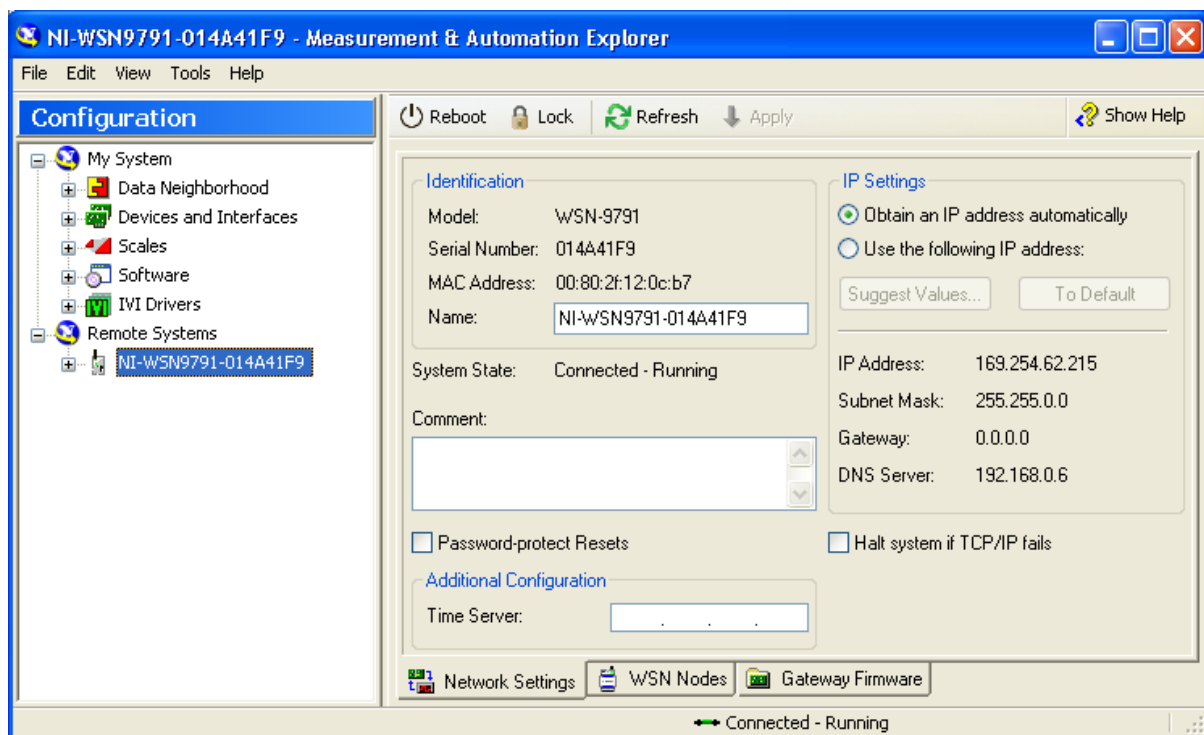 NI-WSN9791-014A41F9 - Measurement & Automation Explorer
File Edit View Tools Help
Configuration
Reboot Lock Refresh Apply Show Help
My System
Data Neighborhood
Devices and Interfaces
Scales
Software
IVI Drivers
Remote Systems
NI-WSN9791-014A41F9
Identification
Model: WSN-9791
Serial Number: 014A41F9
MAC Address: 00:80:2f:12:0c:b7
Name: NI-WSN9791-014A41F9
System State: Connected - Running
Comment:
Password-protect Resets
Additional Configuration
Time Server: . . .
IP Settings
Obtain an IP address automatically
Use the following IP address:
Suggest Values... To Default
IP Address: 169.254.62.215
Subnet Mask: 255.255.0.0
Gateway: 0.0.0.0
DNS Server: 192.168.0.6
Halt system if TCP/IP fails
Network Settings WSN Nodes Gateway Firmware
Connected - Running